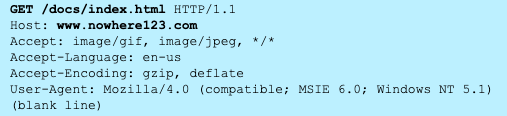 GET /docs/index.html HTTP/1.1
Host: www.nowhere123.com
Accept: image/gif, image/jpeg, */*
Accept-Language: en-us
Accept-Encoding: gzip, deflate
User-Agent: Mozilla/4.0 (compatible; MSIE 6.0; Windows NT 5.1)
(blank line)